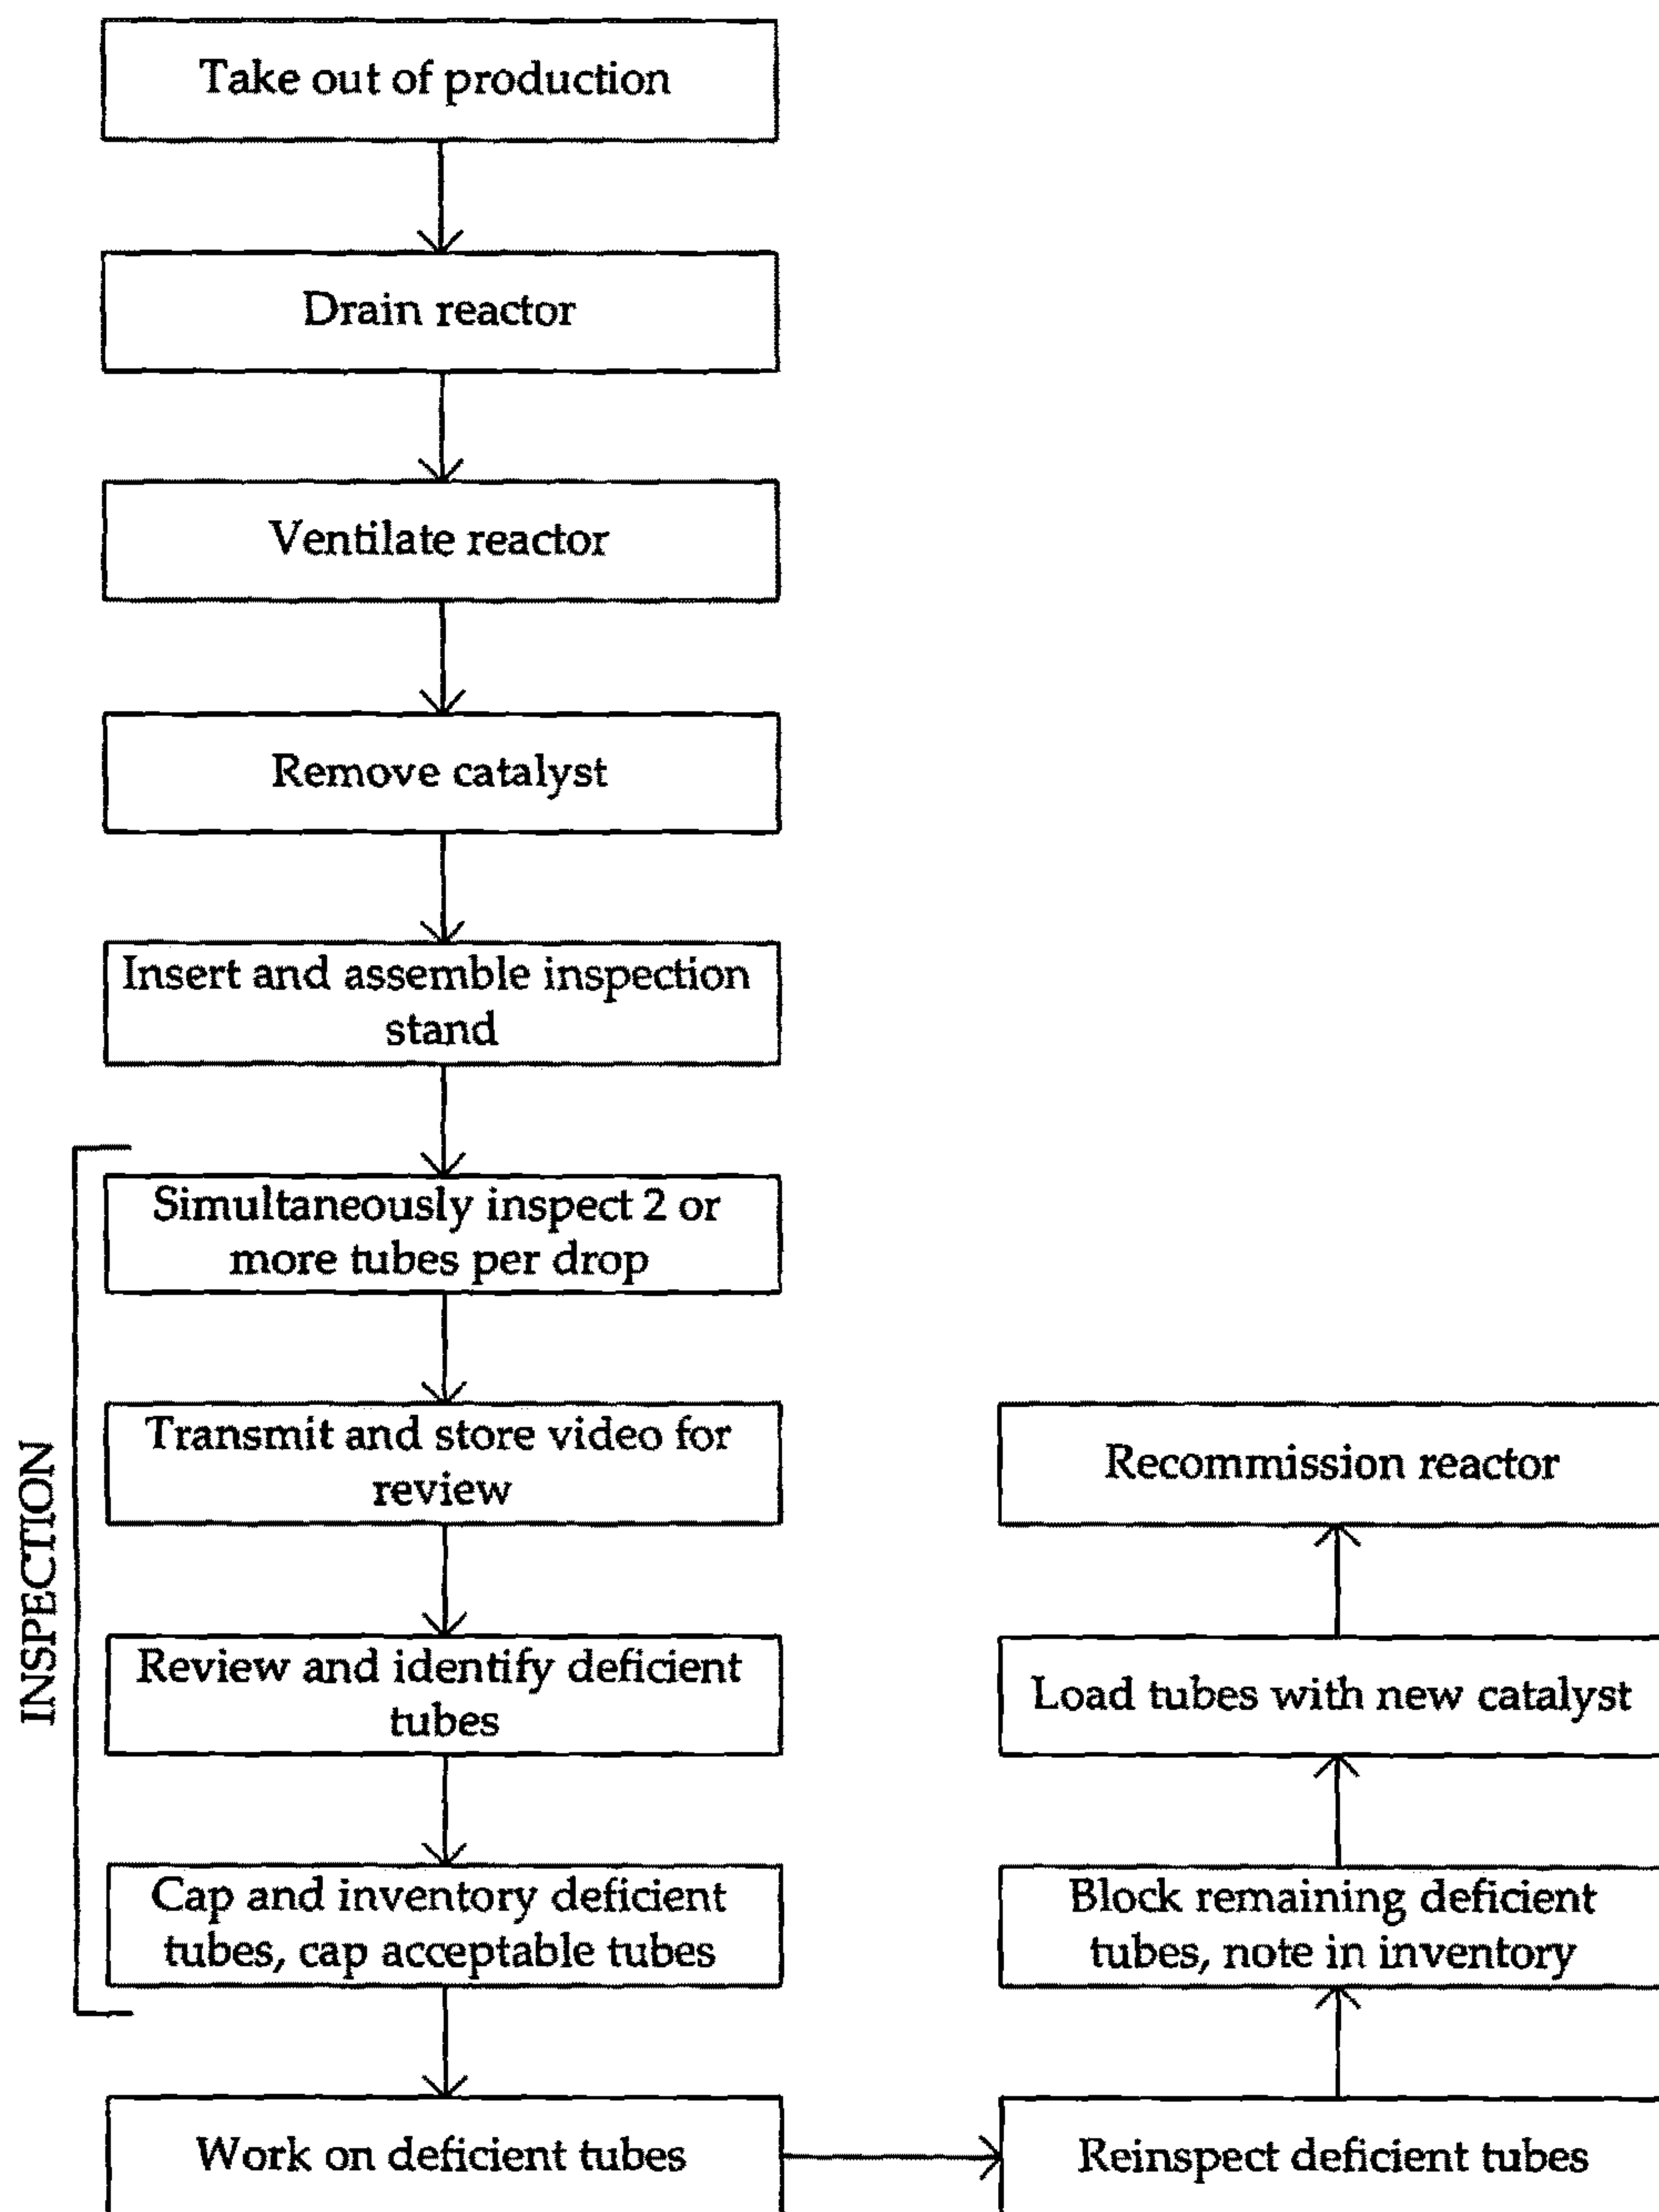 Take out of production
Drain reactor
Ventilate reactor
Remove catalyst
Insert and assemble inspection
stand
INSPECTION
Simultaneously inspect 2 or
more tubes per drop
Transmit and store video for
review
Review and identify deficient
tubes
Cap and inventory deficient
tubes, cap acceptable tubes
Work on deficient tubes
Reinspect deficient tubes
Block remaining deficient
tubes, note in inventory
Load tubes with new catalyst
Recommission reactor